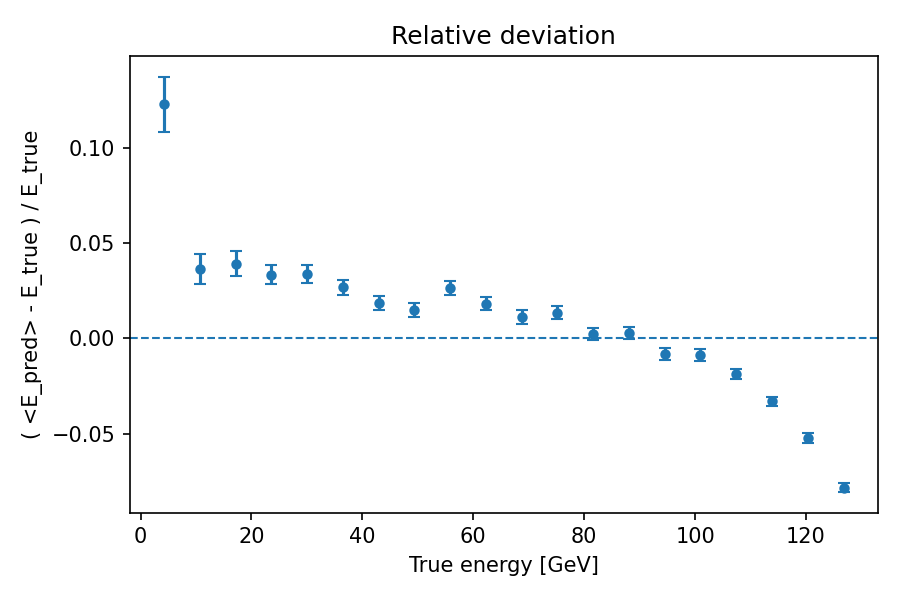 Relative deviation
( <E_pred> - E_true ) / E_true
0.10
0.05
0.00
−0.05
0 20 40 60 80 100 120
True energy [GeV]